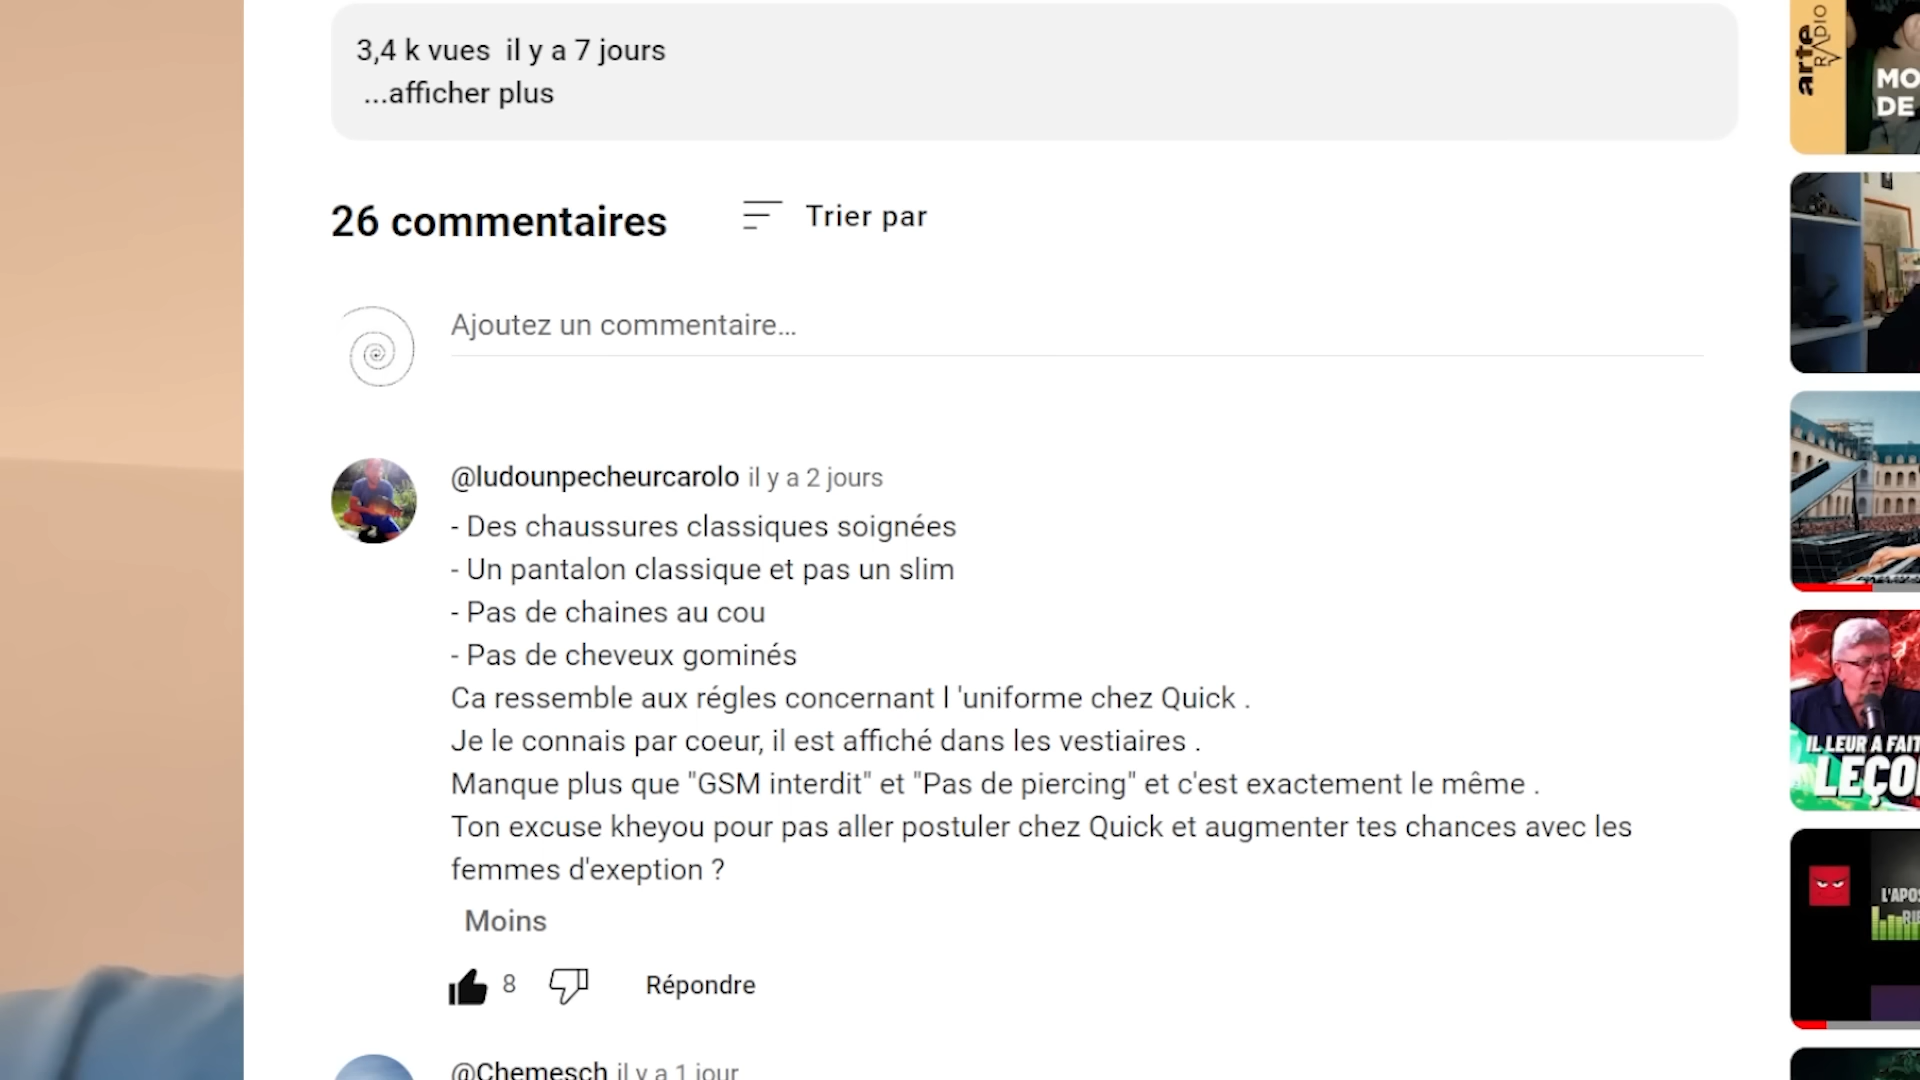 3,4 k vues il y a 7 jours
...afficher plus
arte
RADIO
MO
DE
26 commentaires
Trier par
Ajoutez un commentaire...
@ludounpecheurcarolo il y a 2 jours
- Des chaussures classiques soignées
- Un pantalon classique et pas un slim
- Pas de chaines au cou
- Pas de cheveux gominés
Ca ressemble aux régles concernant l 'uniforme chez Quick .
Je le connais par coeur, il est affiché dans les vestiaires .
Manque plus que "GSM interdit" et "Pas de piercing" et c'est exactement le même .
Ton excuse kheyou pour pas aller postuler chez Quick et augmenter tes chances avec les
femmes d'exeption ?
Moins
8
Répondre
@Chemesch il y a 1 jour
IL LEUR A FAIT
LEÇO
L'APO